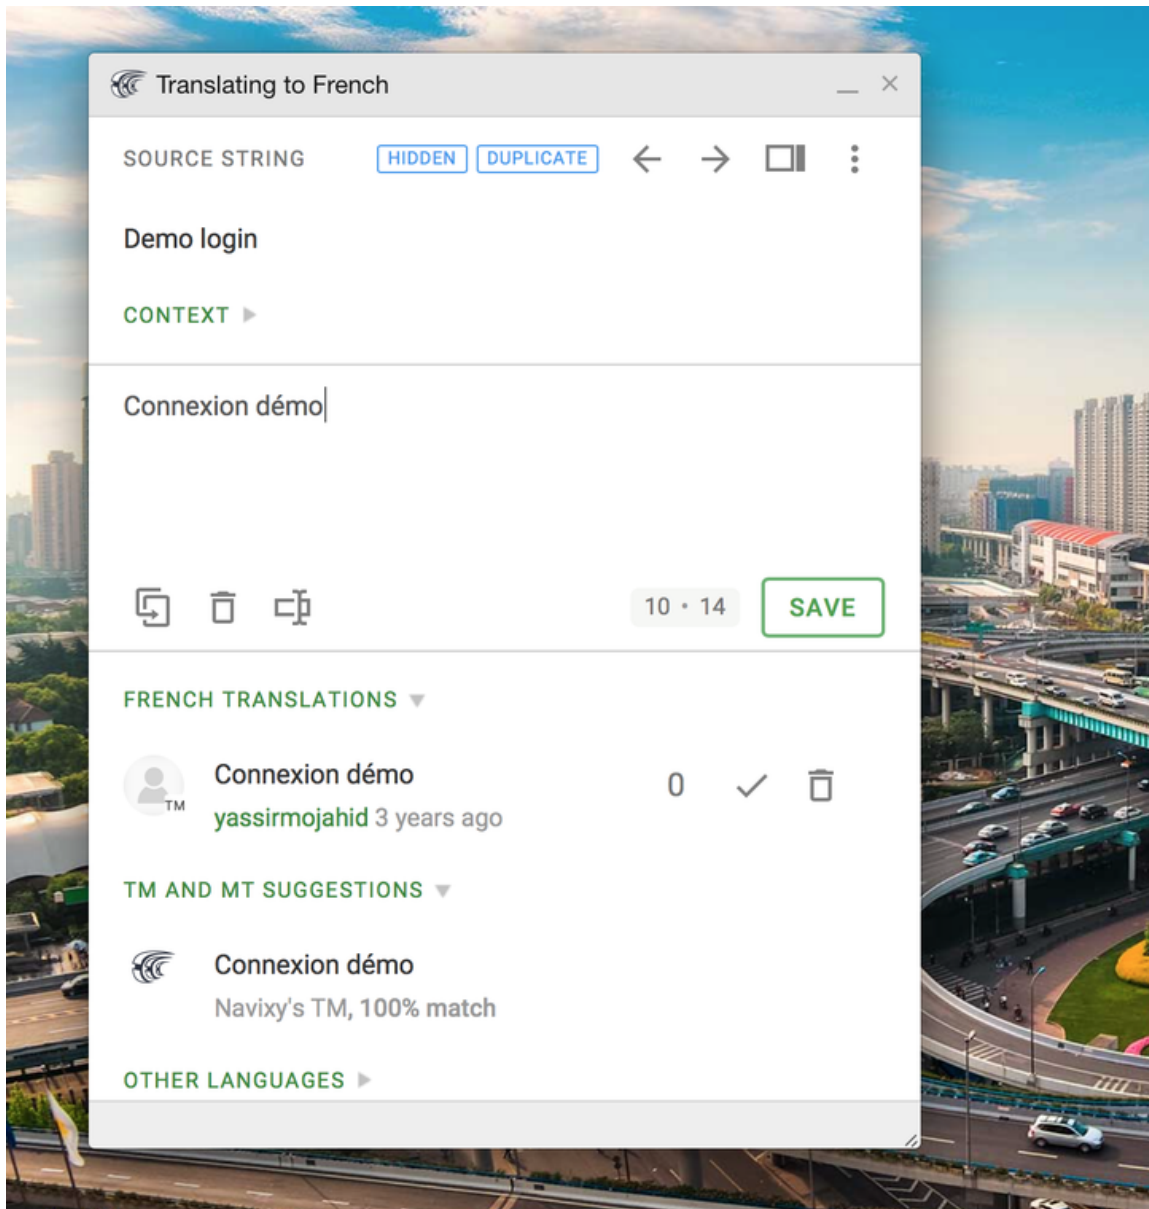 Translating to French
SOURCE STRING HIDDEN DUPLICATE
Demo login
CONTEXT
Connexion démo
10 • 14 SAVE
FRENCH TRANSLATIONS
Connexion démo 0
TM yassirmojahid 3 years ago
TM AND MT SUGGESTIONS
Connexion démo
Navixy's TM, 100% match
OTHER LANGUAGES